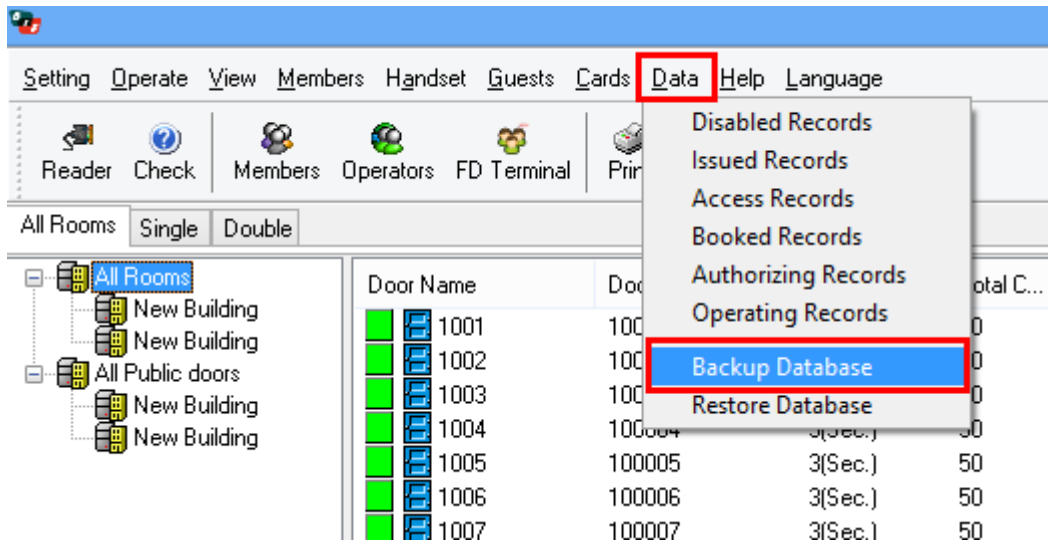 Setting Operate View Members Handset Guests Cards Data Help Language
Disabled Records
Issued Records
Access Records
Booked Records
Authorizing Records
Operating Records
Backup Database
Restore Database
Reader Check Members Operators FD Terminal
All Rooms Single Double
All Rooms
New Building
New Building
All Public doors
New Building
New Building
Door Name
1001
1002
1003
1004
1005 100005 3(Sec.) 50
1006 100006 3(Sec.) 50
1007 100007 3(Sec.) 50